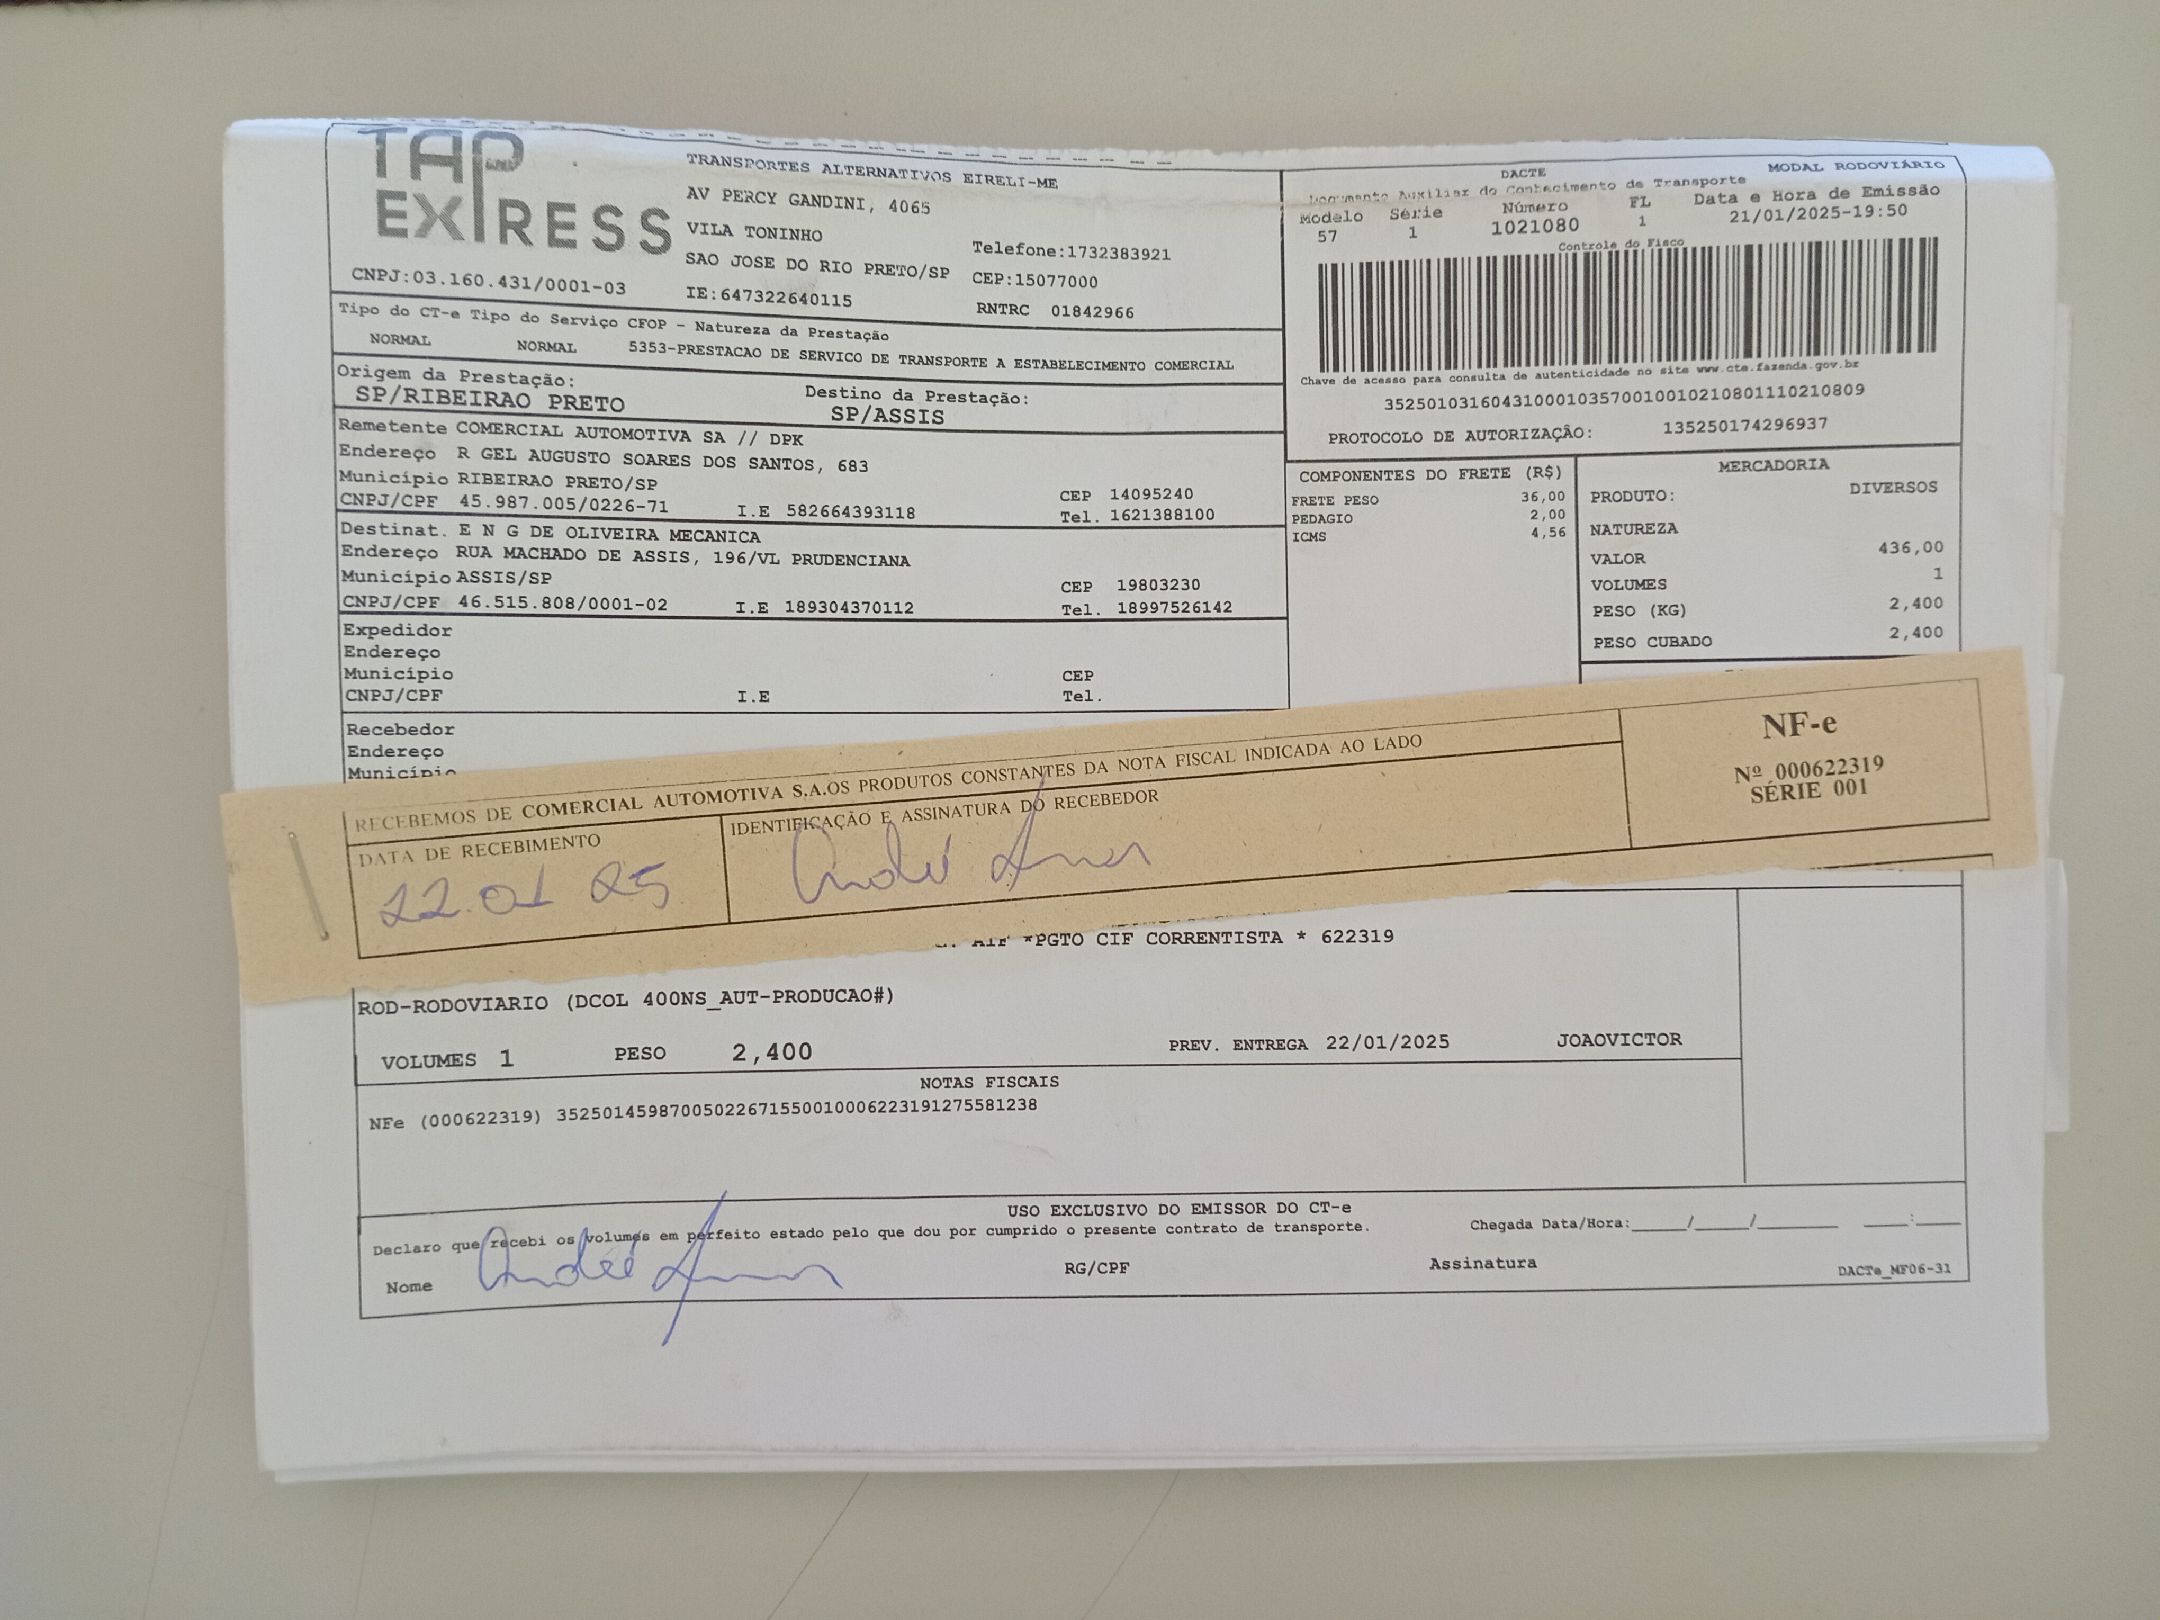 TAP
EXPRESS
CNPJ:03.160.431/0001-03
TRANSPORTES ALTERNATIVOS EIRELI-ME
AV PERCY GANDINI, 4065
VILA TONINHO
SAO JOSE DO RIO PRETO/SP
IE:647322640115
Telefone:1732383921
CEP:15077000
RNTRC 01842966
DACTE
MODAL RODOVIÁRIO
Documento Auxiliar do Conhecimento de Transporte
Modelo Série Número FL Data e Hora de Emissão
57 1 1021080 1 21/01/2025-19:50
Controle do Fisco
Chave de acesso para consulta de autenticidade no site www.cte.fazenda.gov.br
35250103160431000103570010010210801110210809
PROTOCOLO DE AUTORIZAÇÂO: 135250174296937
Tipo do CT-e Tipo do Serviço CFOP - Natureza da Prestação
NORMAL NORMAL 5353-PRESTACAO DE SERVICO DE TRANSPORTE A ESTABELECIMENTO COMERCIAL
Origem da Prestação: Destino da Prestação:
SP/RIBEIRAO PRETO SP/ASSIS
Remetente COMERCIAL AUTOMOTIVA SA // DPK
Endereço R GEL AUGUSTO SOARES DOS SANTOS, 683
Município RIBEIRAO PRETO/SP CEP 14095240
CNPJ/CPF 45.987.005/0226-71 I.E 582664393118 Tel. 1621388100
Destinat. E N G DE OLIVEIRA MECANICA
Endereço RUA MACHADO DE ASSIS, 196/VL PRUDENCIANA
Município ASSIS/SP CEP 19803230
CNPJ/CPF 46.515.808/0001-02 I.E 189304370112 Tel. 18997526142
Expedidor
Endereço
Município CEP
CNPJ/CPF I.E Tel.
Recebedor
Endereço
Município
COMPONENTES DO FRETE (R$)
FRETE PESO 36,00
PEDAGIO 2,00
ICMS 4,56
MERCADORIA
PRODUTO: DIVERSOS
NATUREZA
VALOR 436,00
VOLUMES 1
PESO (KG) 2,400
PESO CUBADO 2,400
RECEBEMOS DE COMERCIAL AUTOMOTIVA S.A.OS PRODUTOS CONSTANTES DA NOTA FISCAL INDICADA AO LADO
DATA DE RECEBIMENTO IDENTIFICAÇÃO E ASSINATURA DO RECEBEDOR
22.01 25 André
NF-e
Nº 000622319
SÉRIE 001
*PGTO CIF CORRENTISTA * 622319
ROD-RODOVIARIO (DCOL 400NS_AUT-PRODUCAO#)
VOLUMES 1 PESO 2,400 PREV. ENTREGA 22/01/2025 JOAOVICTOR
NOTAS FISCAIS
NFe (000622319) 35250145987005022671550010006223191275581238
USO EXCLUSIVO DO EMISSOR DO CT-e
Declaro que recebi os volumes em perfeito estado pelo que dou por cumprido o presente contrato de transporte. Chegada Data/Hora:_____/_____/________ ____:____
Nome André RG/CPF Assinatura
DACTe_MF06-31